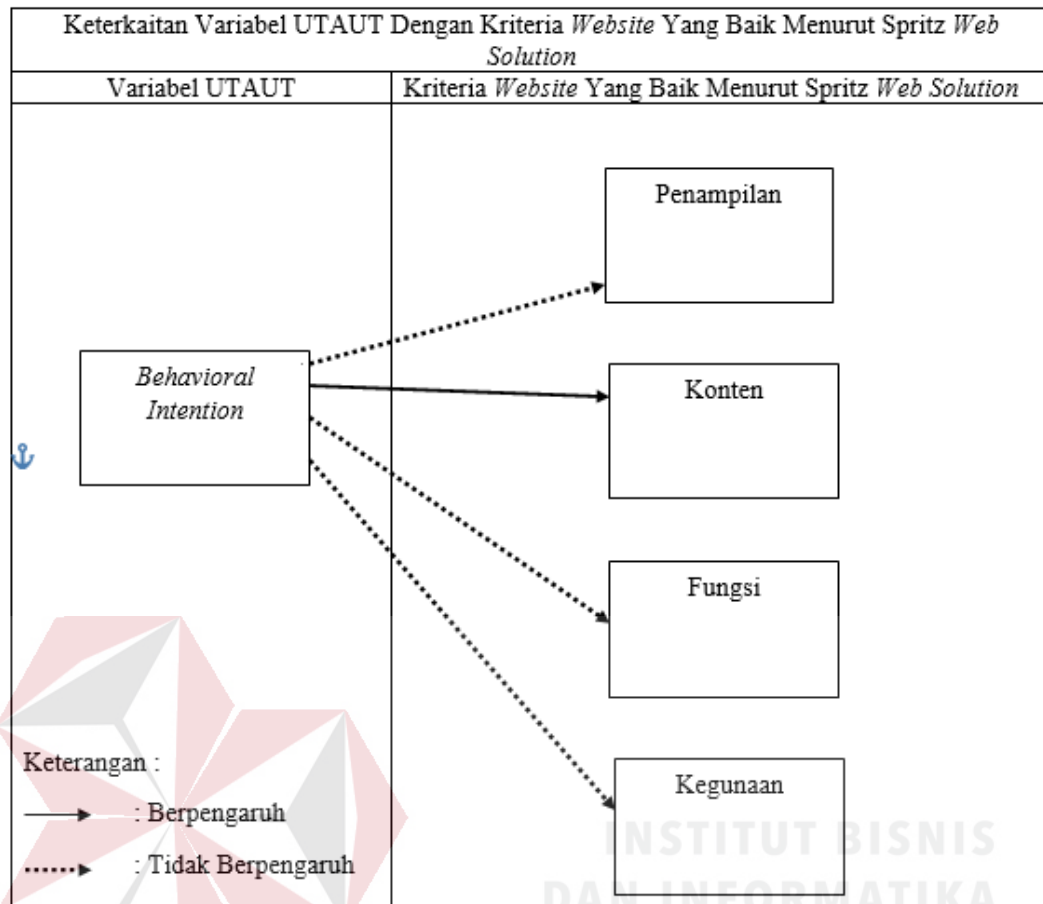 Keterkaitan Variabel UTAUT Dengan Kriteria Website Yang Baik Menurut Spritz Web
Solution
Variabel UTAUT
Kriteria Website Yang Baik Menurut Spritz Web Solution
Penampilan
Behavioral
Intention
Konten
Fungsi
Kegunaan
Keterangan :
: Berpengaruh
: Tidak Berpengaruh
INSTITUT BISNIS
DAN INFORMATIKA